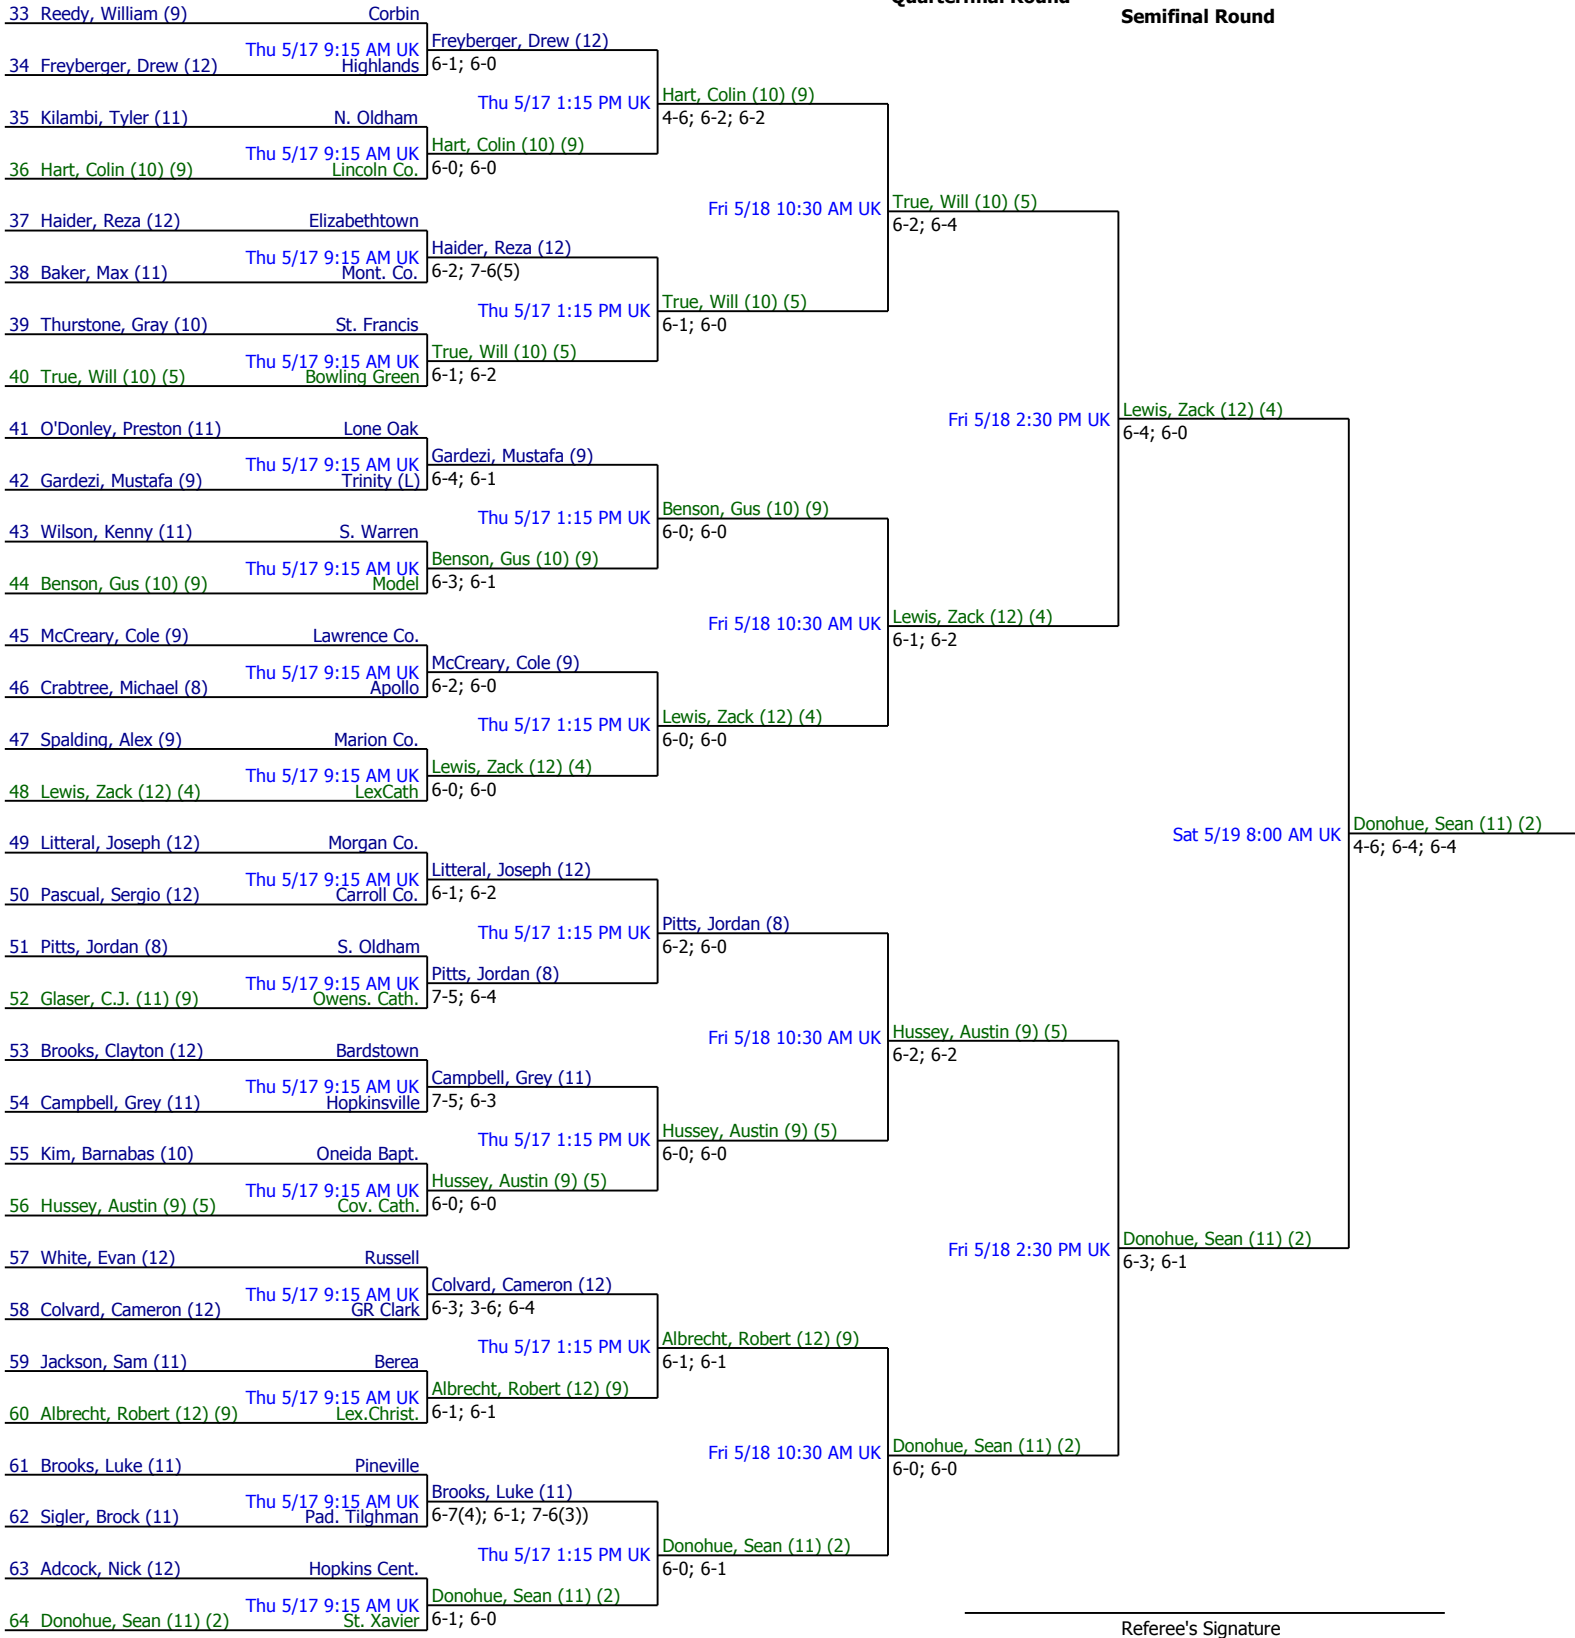 Quarterfinal Round
Semifinal Round
33 Reedy, William (9) Corbin
Thu 5/17 9:15 AM UK
Freyberger, Drew (12)
6-1; 6-0
34 Freyberger, Drew (12) Highlands
Thu 5/17 1:15 PM UK
Hart, Colin (10) (9)
4-6; 6-2; 6-2
35 Kilambi, Tyler (11) N. Oldham
Thu 5/17 9:15 AM UK
Hart, Colin (10) (9)
6-0; 6-0
36 Hart, Colin (10) (9) Lincoln Co.
Fri 5/18 10:30 AM UK
True, Will (10) (5)
6-2; 6-4
37 Haider, Reza (12) Elizabethtown
Thu 5/17 9:15 AM UK
Haider, Reza (12)
6-2; 7-6(5)
38 Baker, Max (11) Mont. Co.
Thu 5/17 1:15 PM UK
True, Will (10) (5)
6-1; 6-0
39 Thurstone, Gray (10) St. Francis
Thu 5/17 9:15 AM UK
True, Will (10) (5)
6-1; 6-2
40 True, Will (10) (5) Bowling Green
Fri 5/18 2:30 PM UK
Lewis, Zack (12) (4)
6-4; 6-0
41 O'Donley, Preston (11) Lone Oak
Thu 5/17 9:15 AM UK
Gardezi, Mustafa (9)
6-4; 6-1
42 Gardezi, Mustafa (9) Trinity (L)
Thu 5/17 1:15 PM UK
Benson, Gus (10) (9)
6-0; 6-0
43 Wilson, Kenny (11) S. Warren
Thu 5/17 9:15 AM UK
Benson, Gus (10) (9)
6-3; 6-1
44 Benson, Gus (10) (9) Model
Fri 5/18 10:30 AM UK
Lewis, Zack (12) (4)
6-1; 6-2
45 McCreary, Cole (9) Lawrence Co.
Thu 5/17 9:15 AM UK
McCreary, Cole (9)
6-2; 6-0
46 Crabtree, Michael (8) Apollo
Thu 5/17 1:15 PM UK
Lewis, Zack (12) (4)
6-0; 6-0
47 Spalding, Alex (9) Marion Co.
Thu 5/17 9:15 AM UK
Lewis, Zack (12) (4)
6-0; 6-0
48 Lewis, Zack (12) (4) LexCath
Sat 5/19 8:00 AM UK
Donohue, Sean (11) (2)
4-6; 6-4; 6-4
49 Litteral, Joseph (12) Morgan Co.
Thu 5/17 9:15 AM UK
Litteral, Joseph (12)
6-1; 6-2
50 Pascual, Sergio (12) Carroll Co.
Thu 5/17 1:15 PM UK
Pitts, Jordan (8)
6-2; 6-0
51 Pitts, Jordan (8) S. Oldham
Thu 5/17 9:15 AM UK
Pitts, Jordan (8)
7-5; 6-4
52 Glaser, C.J. (11) (9) Owens. Cath.
Fri 5/18 10:30 AM UK
Hussey, Austin (9) (5)
6-2; 6-2
53 Brooks, Clayton (12) Bardstown
Thu 5/17 9:15 AM UK
Campbell, Grey (11)
7-5; 6-3
54 Campbell, Grey (11) Hopkinsville
Thu 5/17 1:15 PM UK
Hussey, Austin (9) (5)
6-0; 6-0
55 Kim, Barnabas (10) Oneida Bapt.
Thu 5/17 9:15 AM UK
Hussey, Austin (9) (5)
6-0; 6-0
56 Hussey, Austin (9) (5) Cov. Cath.
Fri 5/18 2:30 PM UK
Donohue, Sean (11) (2)
6-3; 6-1
57 White, Evan (12) Russell
Thu 5/17 9:15 AM UK
Colvard, Cameron (12)
6-3; 3-6; 6-4
58 Colvard, Cameron (12) GR Clark
Thu 5/17 1:15 PM UK
Albrecht, Robert (12) (9)
6-1; 6-1
59 Jackson, Sam (11) Berea
Thu 5/17 9:15 AM UK
Albrecht, Robert (12) (9)
6-1; 6-1
60 Albrecht, Robert (12) (9) Lex.Christ.
Fri 5/18 10:30 AM UK
Donohue, Sean (11) (2)
6-0; 6-0
61 Brooks, Luke (11) Pineville
Thu 5/17 9:15 AM UK
Brooks, Luke (11)
6-7(4); 6-1; 7-6(3))
62 Sigler, Brock (11) Pad. Tilghman
Thu 5/17 1:15 PM UK
Donohue, Sean (11) (2)
6-0; 6-1
63 Adcock, Nick (12) Hopkins Cent.
Thu 5/17 9:15 AM UK
Donohue, Sean (11) (2)
6-1; 6-0
64 Donohue, Sean (11) (2) St. Xavier
Referee's Signature